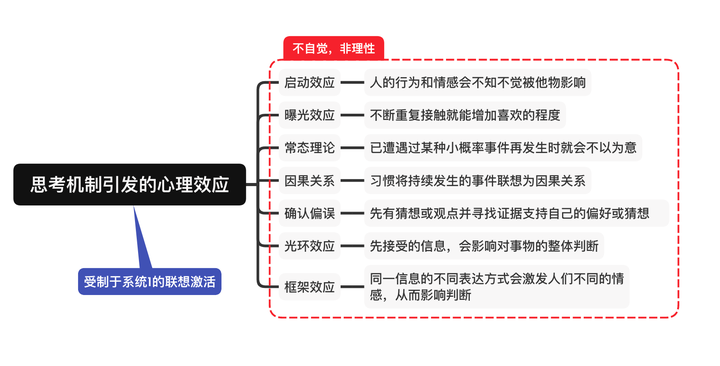 不自觉，非理性
启动效应
人的行为和情感会不知不觉被他物影响
曝光效应
不断重复接触就能增加喜欢的程度
常态理论
已遭遇过某种小概率事件再发生时就会不以为意
思考机制引发的心理效应
因果关系
习惯将持续发生的事件联想为因果关系
确认偏误
先有猜想或观点并寻找证据支持自己的偏好或猜想
光环效应
先接受的信息，会影响对事物的整体判断
受制于系统1的联想激活
框架效应
同一信息的不同表达方式会激发人们不同的情
感，从而影响判断